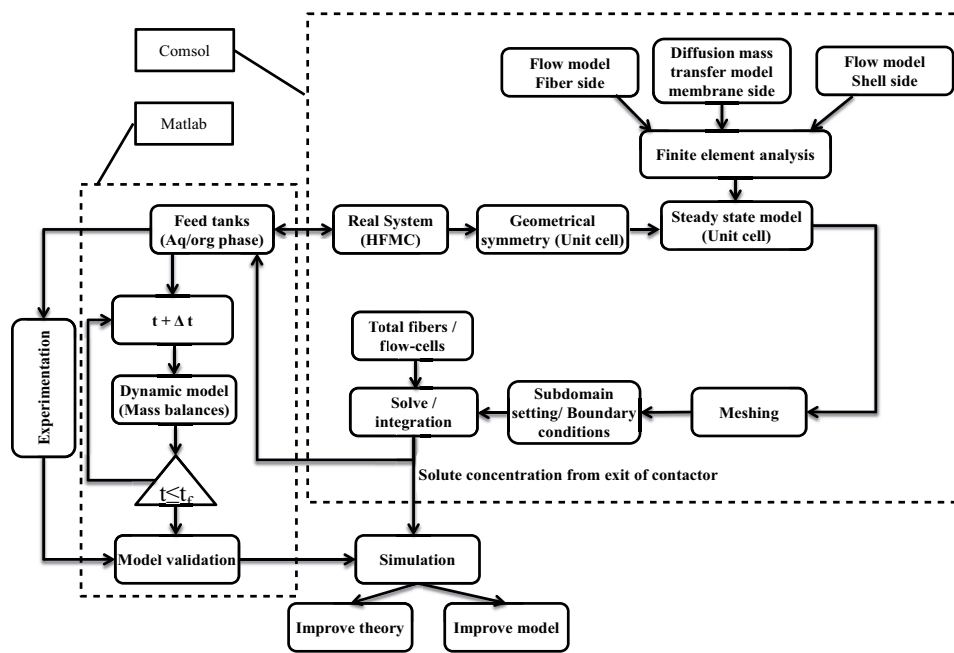 Comsol
Matlab
Flow model
Fiber side
Diffusion mass
transfer model
membrane side
Flow model
Shell side
Finite element analysis
Feed tanks
(Aq/org phase)
Real System
(HFMC)
Geometrical
symmetry (Unit cell)
Steady state model
(Unit cell)
t + Δ t
Total fibers /
flow-cells
Experimentation
Dynamic model
(Mass balances)
Solve /
integration
Subdomain
setting/ Boundary
conditions
Meshing
Solute concentration from exit of contactor
t≤tf
Model validation
Simulation
Improve theory
Improve model